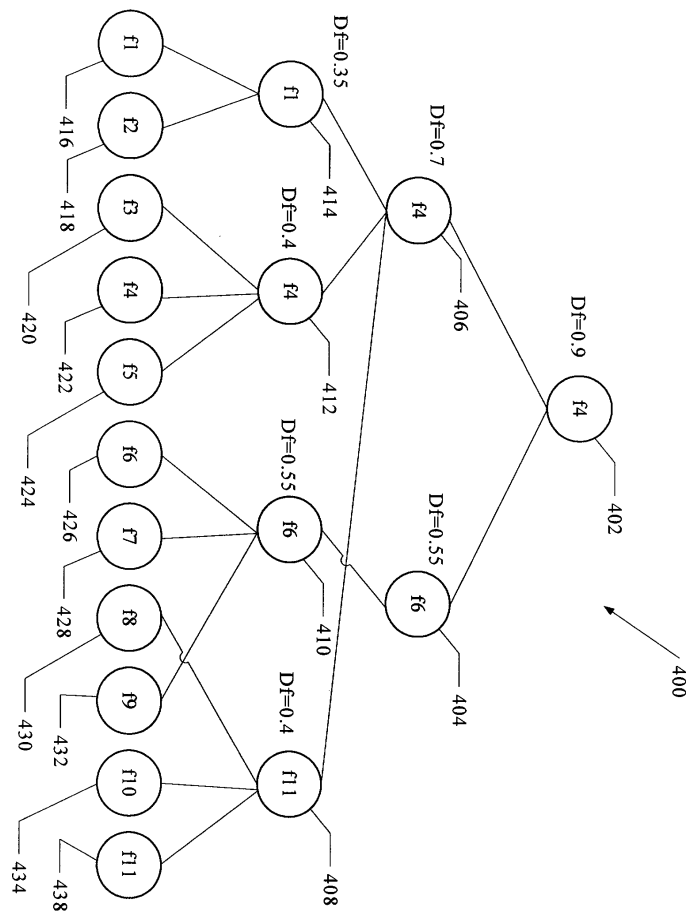 400
Df=0.9
f4
402
Df=0.7
f4
406
Df=0.55
f6
404
Df=0.35
f1
414
Df=0.4
f4
412
Df=0.55
f6
410
Df=0.4
f11
408
f1
416
f2
418
f3
420
f4
422
f5
424
f6
426
f7
428
f8
430
f9
432
f10
434
f11
438